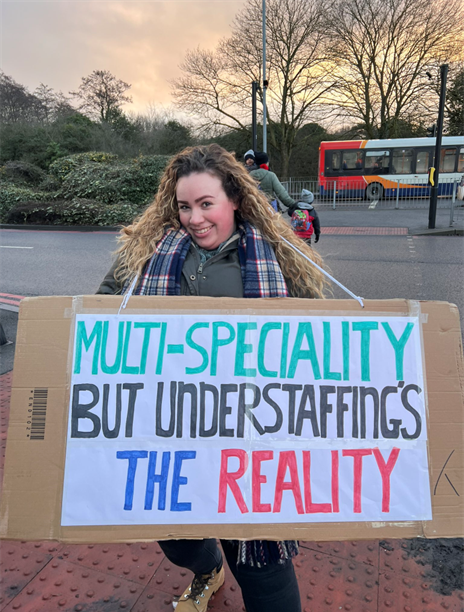 MULTI-SPECIALITY
BUT UNDERSTAFFING'S
THE REALITY